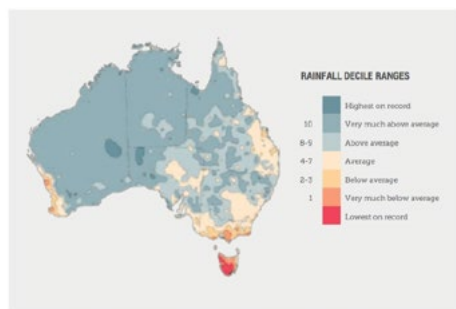 RAINFALL DECILE RANGES
Highest on record
10 Very much above average
8-9 Above average
4-7 Average
2-3 Below average
1 Very much below average
Lowest on record